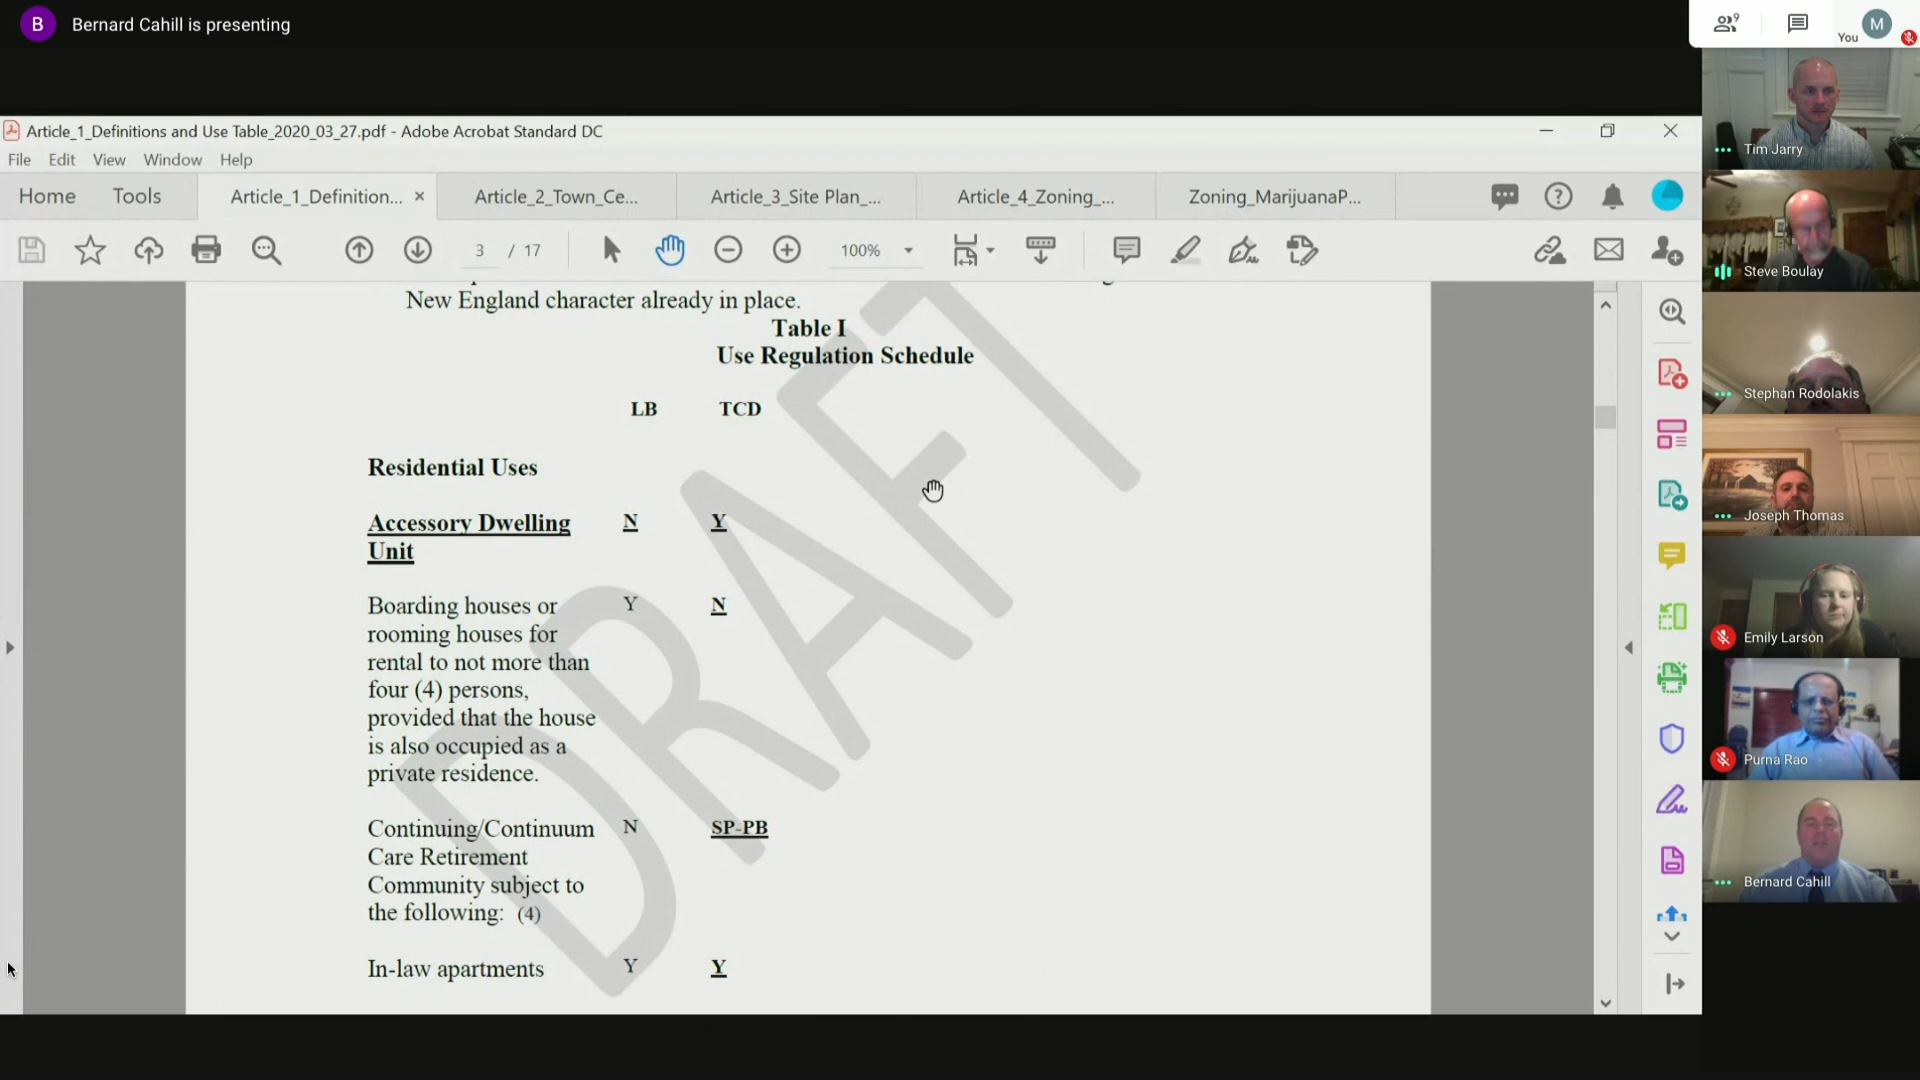 B Bernard Cahill is presenting
9
You M
Article_1_Definitions and Use Table_2020_03_27.pdf - Adobe Acrobat Standard DC
File Edit View Window Help
Home Tools Article_1_Definition... × Article_2_Town_Ce... Article_3_Site Plan_... Article_4_Zoning_... Zoning_MarijuanaP...
3 / 17 100%
New England character already in place.
Table I
Use Regulation Schedule
LB TCD
Residential Uses
Accessory Dwelling N Y
Unit
Boarding houses or Y N
rooming houses for
rental to not more than
four (4) persons,
provided that the house
is also occupied as a
private residence.
Continuing/Continuum N SP-PB
Care Retirement
Community subject to
the following: (4)
In-law apartments Y Y
DRAFT
Tim Jarry
Steve Boulay
Stephan Rodolakis
Joseph Thomas
Emily Larson
Purna Rao
Bernard Cahill